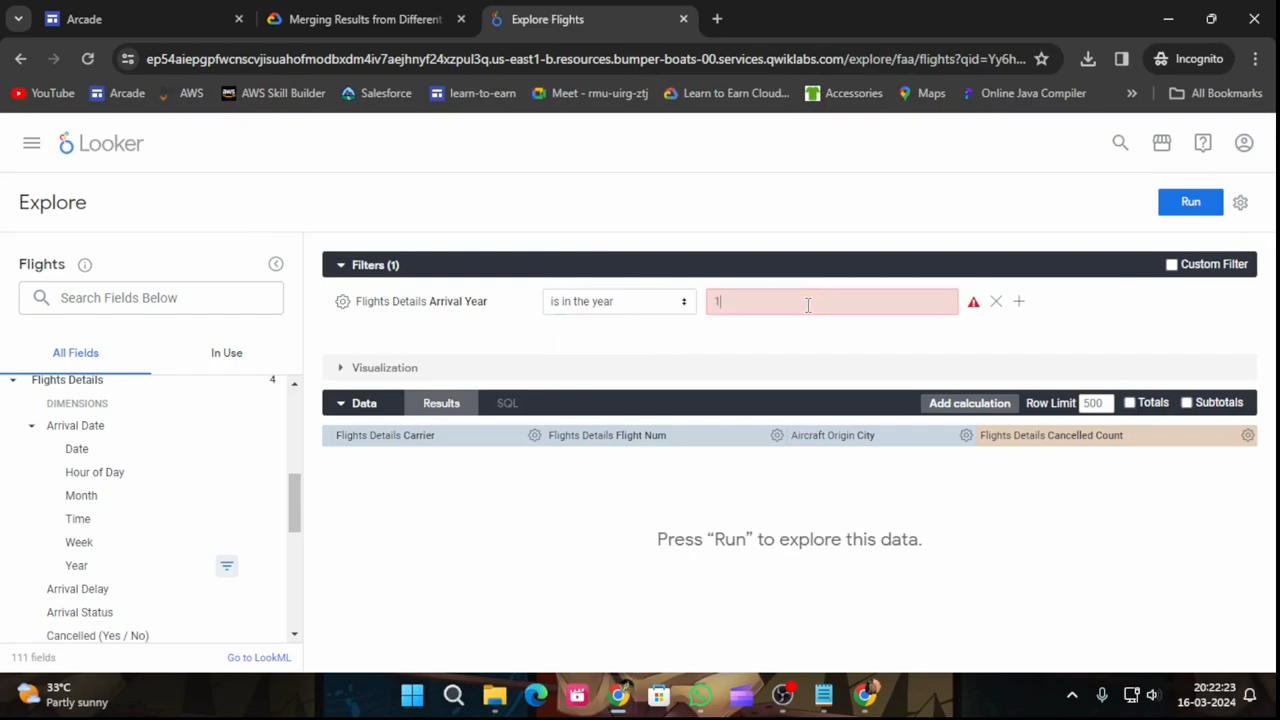 Arcade
Merging Results from Different
Explore Flights
ep54aiepgpfwcnscvjisuahofmodbxdm4iv7aejhnyf24xzpul3q.us-east1-b.resources.bumper-boats-00.services.qwiklabs.com/explore/faa/flights?qid=Yy6h...
Incognito
YouTube
Arcade
AWS
AWS Skill Builder
Salesforce
learn-to-earn
Meet - rmu-uirg-ztj
Learn to Earn Cloud...
Accessories
Maps
Online Java Compiler
»
All Bookmarks
Looker
Explore
Run
Flights
Search Fields Below
All Fields
In Use
Flights Details
4
DIMENSIONS
Arrival Date
Date
Hour of Day
Month
Time
Week
Year
Arrival Delay
Arrival Status
Cancelled (Yes / No)
111 fields
Go to LookML
Filters (1)
Custom Filter
Flights Details Arrival Year
is in the year
1
Visualization
Data
Results
SQL
Add calculation
Row Limit
500
Totals
Subtotals
Flights Details Carrier
Flights Details Flight Num
Aircraft Origin City
Flights Details Cancelled Count
Press “Run” to explore this data.
33°C
Partly sunny
20:22:23
16-03-2024